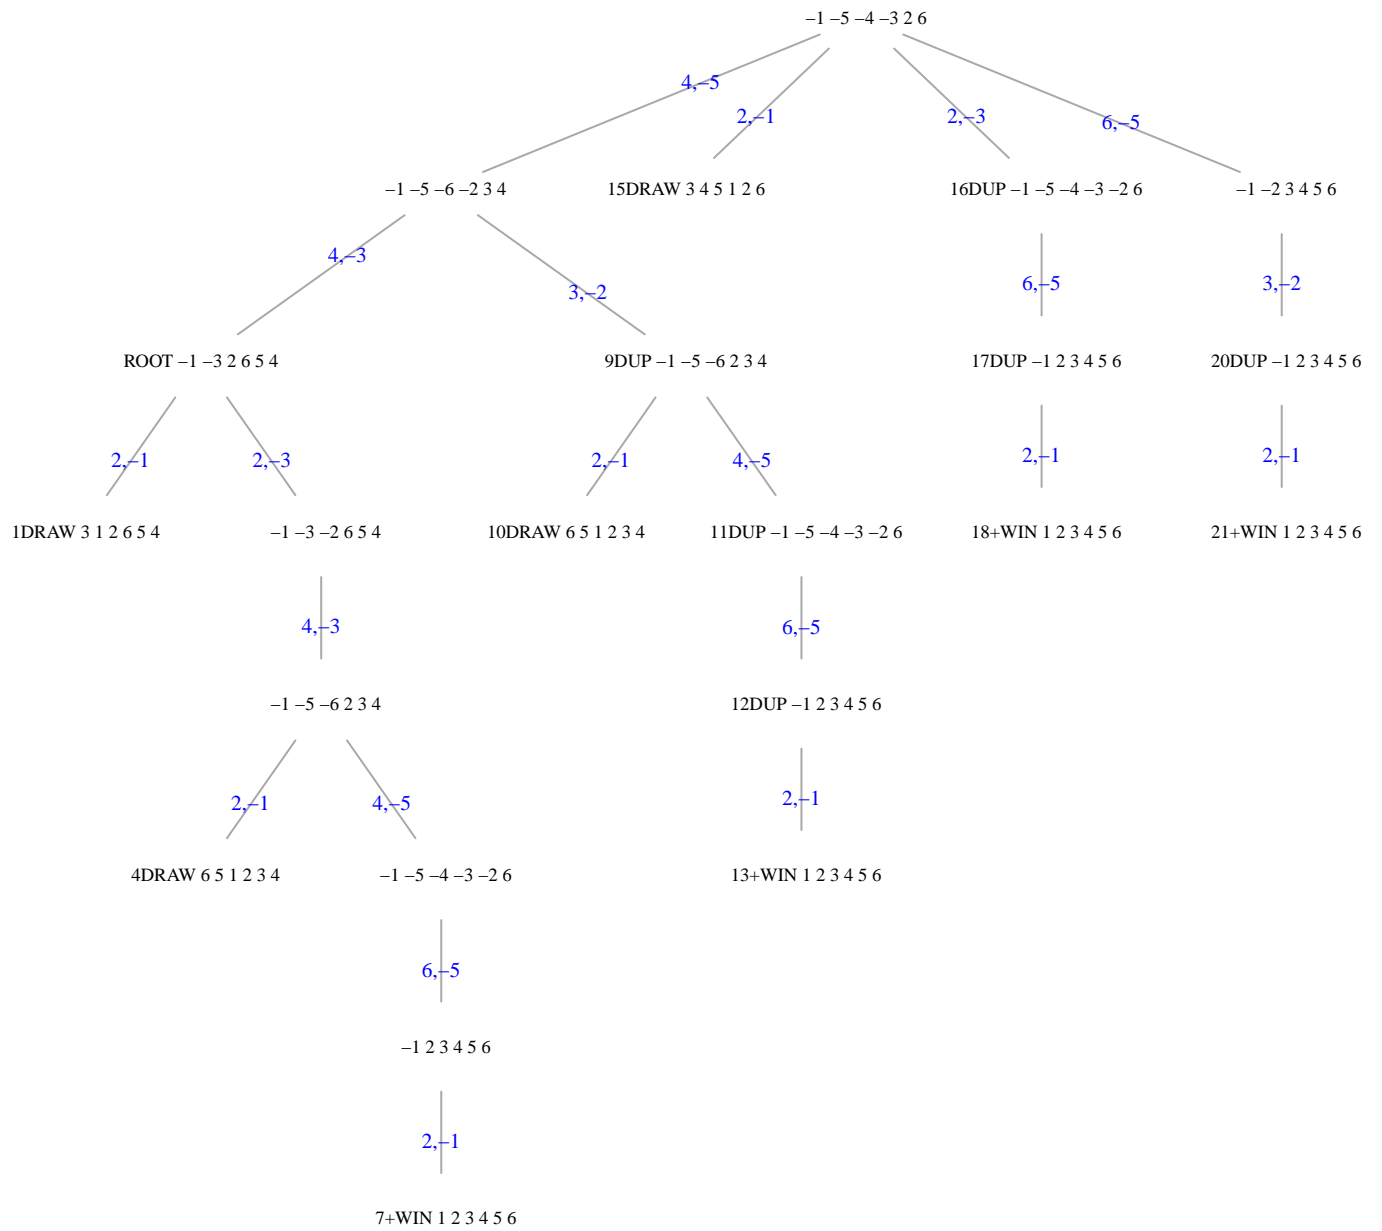 −1 −5 −4 −3 2 6
4,−5
2,−1
2,−3
6,−5
−1 −5 −6 −2 3 4
15DRAW 3 4 5 1 2 6
16DUP −1 −5 −4 −3 −2 6
−1 −2 3 4 5 6
4,−3
3,−2
6,−5
3,−2
ROOT −1 −3 2 6 5 4
9DUP −1 −5 −6 2 3 4
17DUP −1 2 3 4 5 6
20DUP −1 2 3 4 5 6
2,−1
2,−3
2,−1
4,−5
2,−1
2,−1
1DRAW 3 1 2 6 5 4
−1 −3 −2 6 5 4
10DRAW 6 5 1 2 3 4
11DUP −1 −5 −4 −3 −2 6
18+WIN 1 2 3 4 5 6
21+WIN 1 2 3 4 5 6
4,−3
6,−5
−1 −5 −6 2 3 4
12DUP −1 2 3 4 5 6
2,−1
4,−5
2,−1
4DRAW 6 5 1 2 3 4
−1 −5 −4 −3 −2 6
13+WIN 1 2 3 4 5 6
6,−5
−1 2 3 4 5 6
2,−1
7+WIN 1 2 3 4 5 6